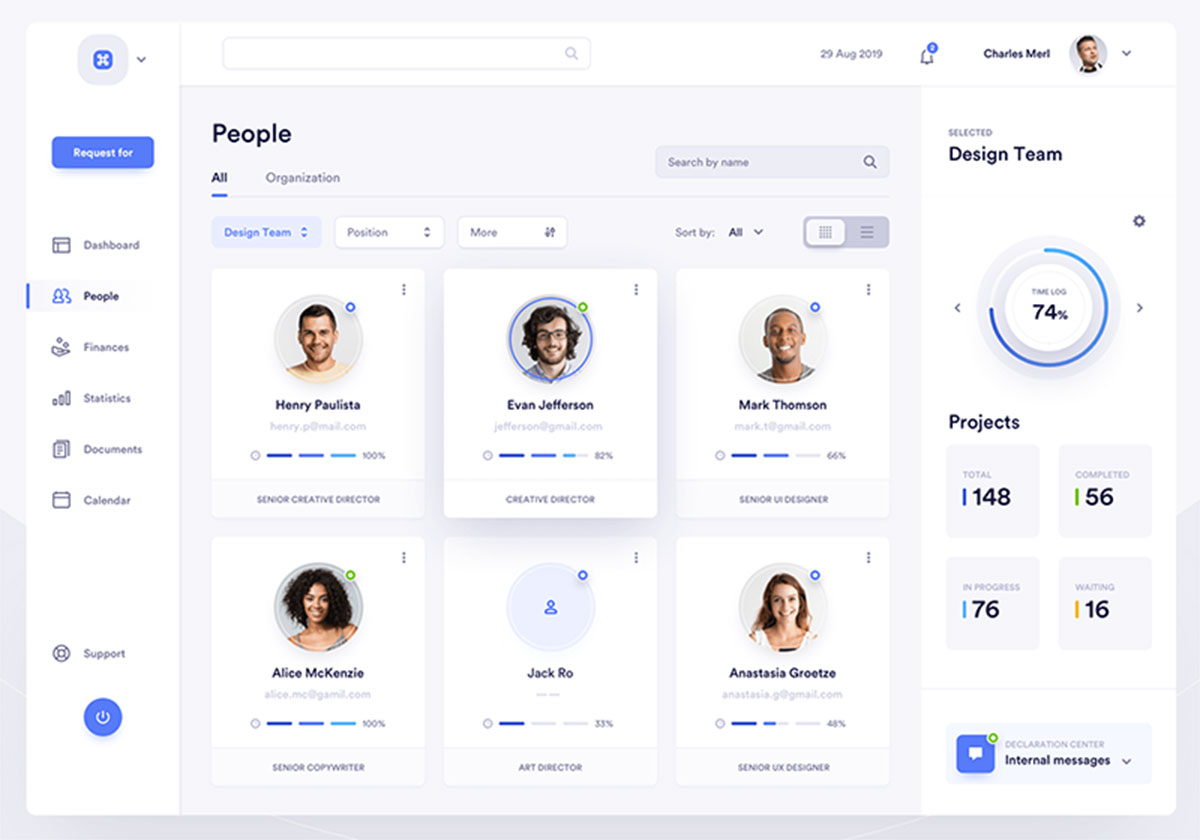 29 Aug 2019
2
Charles Merl
Request for
Dashboard
People
Finances
Statistics
Documents
Calendar
Support
People
All
Organization
Search by name
Design Team
Position
More
Sort by:
All
Henry Paulista
henry.p@mail.com
100%
SENIOR CREATIVE DIRECTOR
Evan Jefferson
jefferson@gmail.com
82%
CREATIVE DIRECTOR
Mark Thomson
mark.t@gmail.com
66%
SENIOR UI DESIGNER
Alice McKenzie
alice.mc@gamil.com
100%
SENIOR COPYWRITER
Jack Ro
— —
33%
ART DIRECTOR
Anastasia Groetze
anastasia.g@gmail.com
48%
SENIOR UX DESIGNER
SELECTED
Design Team
TIME LOG
74%
Projects
TOTAL
148
COMPLETED
56
IN PROGRESS
76
WAITING
16
DECLARATION CENTER
Internal messages